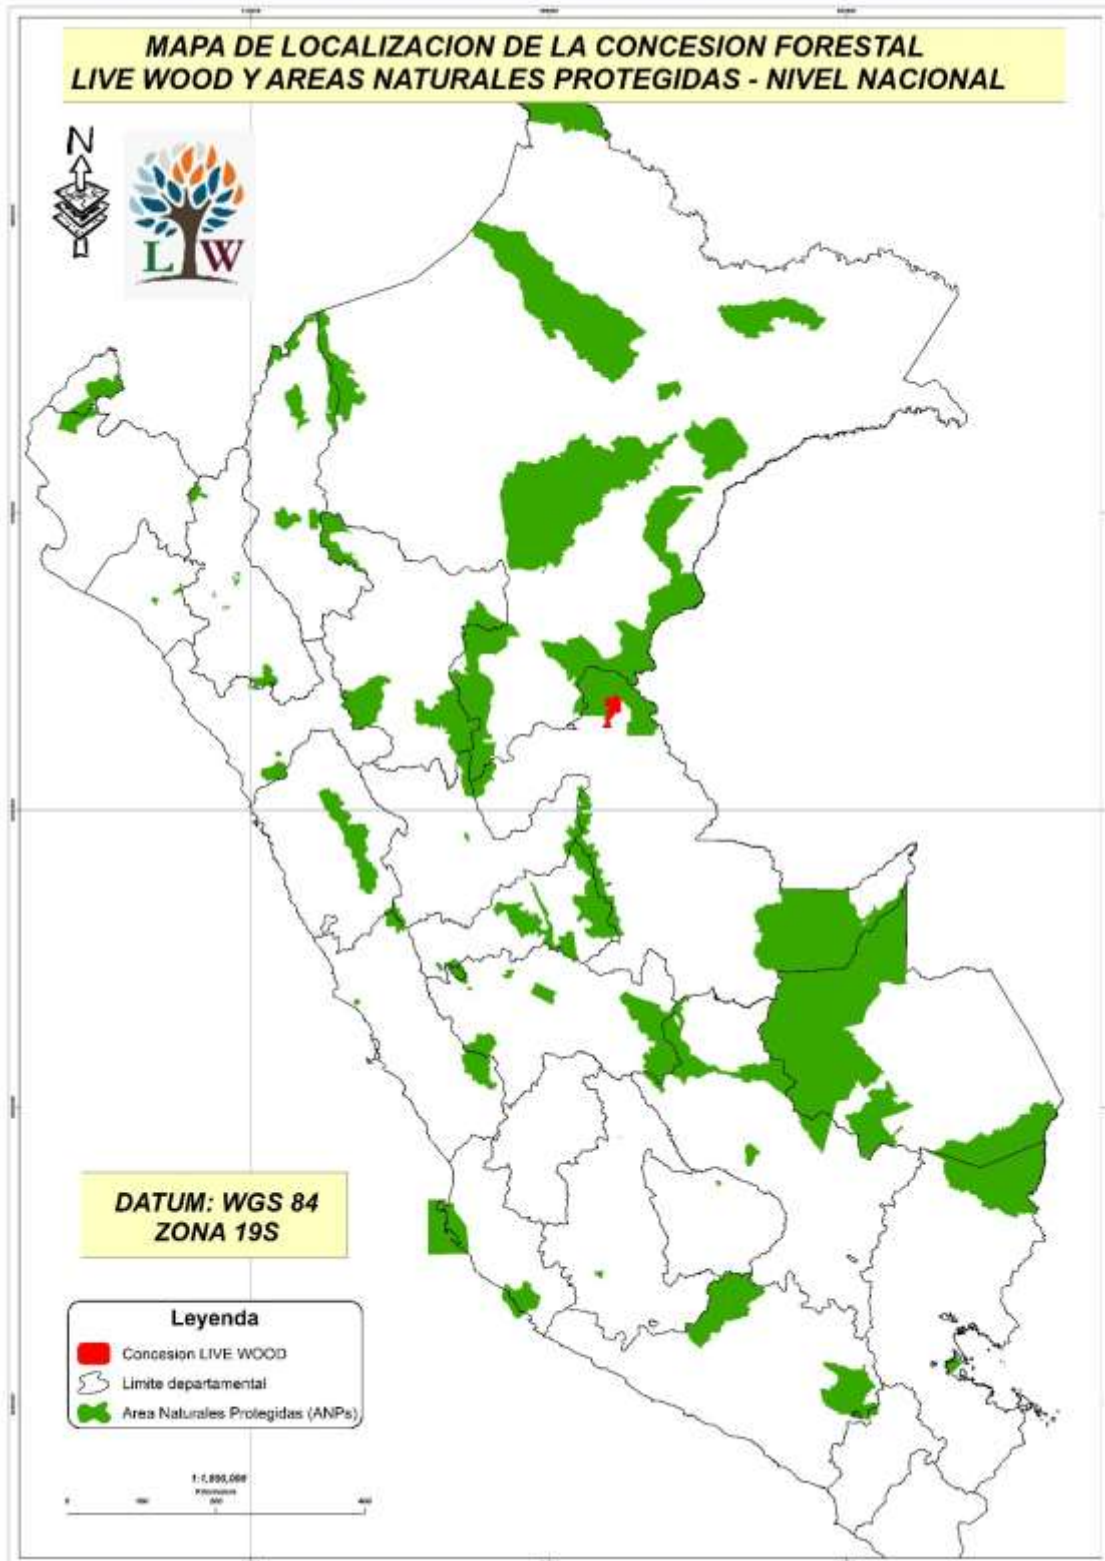 MAPA DE LOCALIZACION DE LA CONCESION FORESTAL
LIVE WOOD Y AREAS NATURALES PROTEGIDAS - NIVEL NACIONAL
N
L W
DATUM: WGS 84
ZONA 19S
Leyenda
Concesion LIVE WOOD
Limite departamental
Area Naturales Protegidas (ANPs)